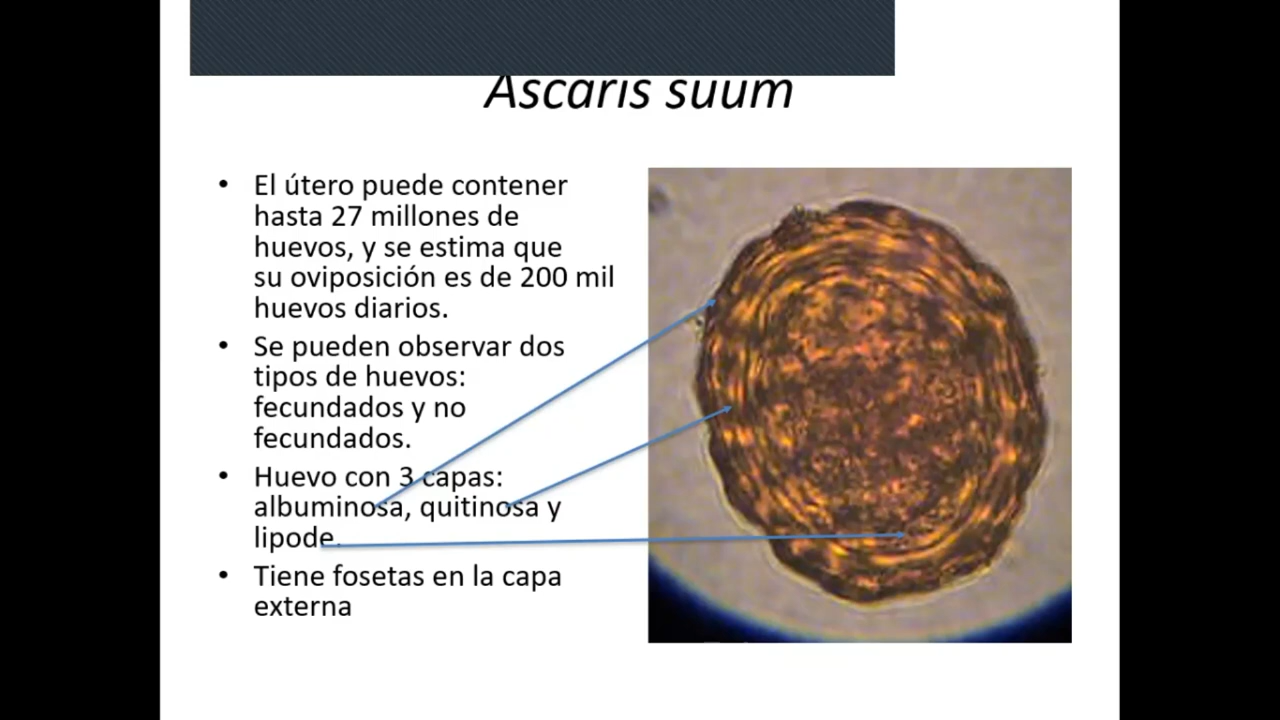 Ascaris suum
• El útero puede contener
hasta 27 millones de
huevos, y se estima que
su oviposición es de 200 mil
huevos diarios.
• Se pueden observar dos
tipos de huevos:
fecundados y no
fecundados.
• Huevo con 3 capas:
albuminosa, quitinosa y
lipode.
• Tiene fosetas en la capa
externa